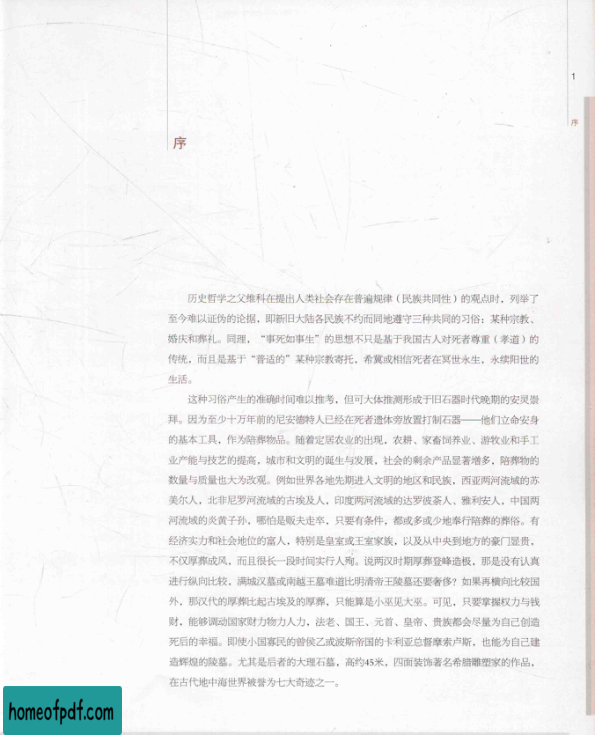 1
序
序
历史哲学之父维科在提出人类社会存在普遍规律（民族共同性）的观点时，列举了
至今难以证伪的论据，即新旧大陆各民族不约而同地遵守三种共同的习俗：某种宗教、
婚庆和葬礼。同理，“事死如事生”的思想不只是基于我国古人对死者尊重（孝道）的
传统，而且是基于“普适的”某种宗教寄托，希冀或相信死者在冥世永生，永续阳世的
生活。
这种习俗产生的准确时间难以推考，但可大体推测形成于旧石器时代晚期的安灵崇
拜。因为至少十万年前的尼安德特人已经在死者遗体旁放置打制石器——他们立命安身
的基本工具，作为陪葬物品。随着定居农业的出现，农耕、家畜饲养业、游牧业和手工
业产能与技艺的提高，城市和文明的诞生与发展，社会的剩余产品显著增多，陪葬物的
数量与质量也大为改观。例如世界各地先期进入文明的地区和民族，西亚两河流域的苏
美尔人，北非尼罗河流域的古埃及人，印度两河流域的达罗波荼人、雅利安人，中国两
河流域的炎黄子孙，哪怕是贩夫走卒，只要有条件，都或多或少地奉行陪葬的葬俗。有
经济实力和社会地位的富人，特别是皇室或王室家族，以及从中央到地方的豪门显贵，
不仅厚葬成风，而且很长一段时间实行人殉。说两汉时期厚葬登峰造极，那是没有认真
进行纵向比较，满城汉墓或南越王墓难道比明清帝王陵墓还要奢侈？如果再横向比较国
外，那汉代的厚葬比起古埃及的厚葬，只能算是小巫见大巫。可见，只要掌握权力与钱
财，能够调动国家财力物力人力，法老、国王、元首、皇帝、贵族都会尽量为自己创造
死后的幸福。即使小国寡民的曾侯乙或波斯帝国的卡利亚总督摩索卢斯，也能为自己建
造辉煌的陵墓。尤其是后者的大理石墓，高约45米，四面装饰著名希腊雕塑家的作品，
在古代地中海世界被誉为七大奇迹之一。
homeofpdf.com